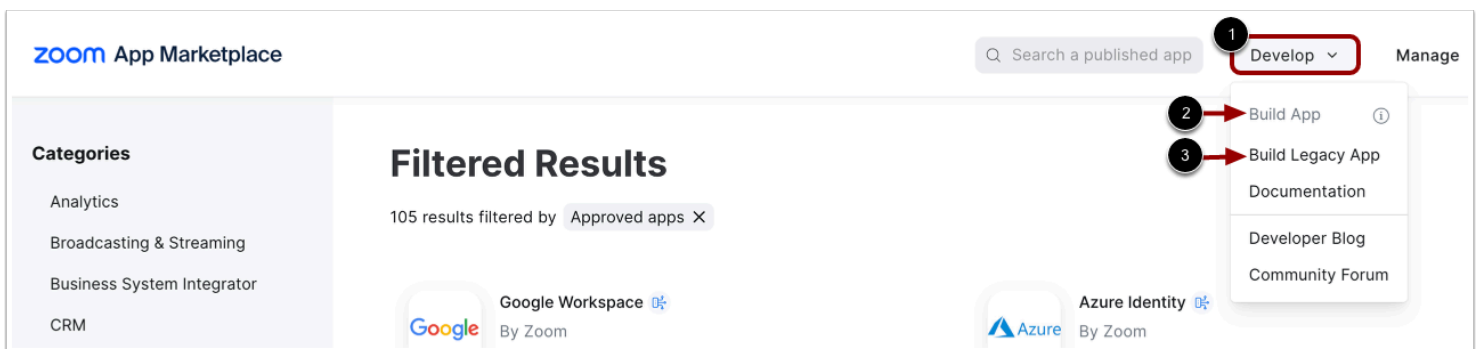 zoom App Marketplace
Search a published app
1
Develop
Manage
2
Build App
3
Build Legacy App
Documentation
Developer Blog
Community Forum
Categories
Analytics
Broadcasting & Streaming
Business System Integrator
CRM
Filtered Results
105 results filtered by Approved apps X
Google
Google Workspace
By Zoom
Azure
Azure Identity
By Zoom